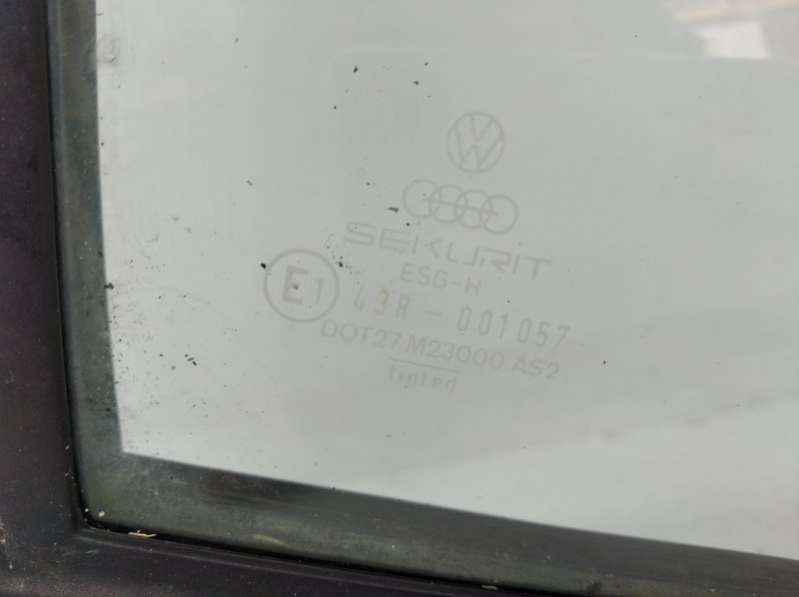 SEKURIT
ESG-H
E1 43R-001057
DOT27 M23000 AS2
tinted